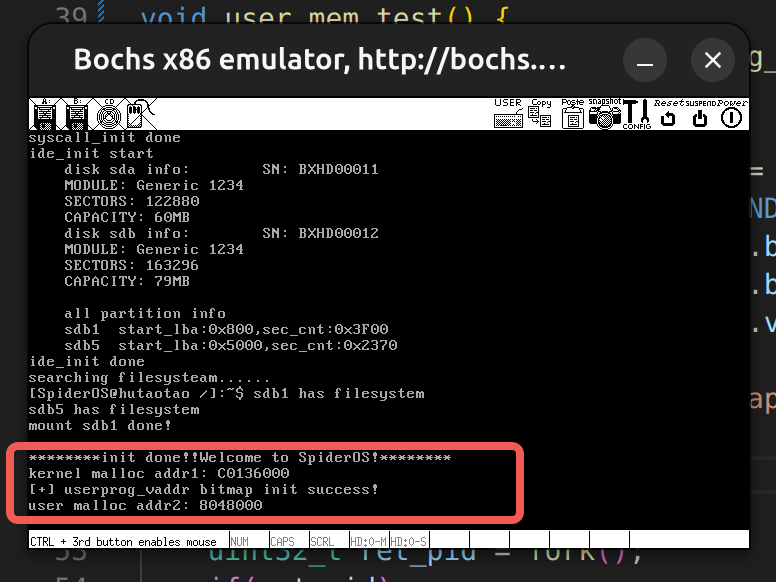 39 void user_mem_test() {
Bochs x86 emulator, http://bochs....
A: B: CD USER Copy Paste snapshot CONFIG Reset SUSPEND Power
syscall_init done
ide_init start
disk sda info: SN: BXHD00011
MODULE: Generic 1234
SECTORS: 122880
CAPACITY: 60MB
disk sdb info: SN: BXHD00012
MODULE: Generic 1234
SECTORS: 163296
CAPACITY: 79MB
all partition info
sdb1 start_lba:0x800,sec_cnt:0x3F00
sdb5 start_lba:0x5000,sec_cnt:0x2370
ide_init done
searching filesysteam......
[SpiderOS@hutaotao /]:~$ sdb1 has filesystem
sdb5 has filesystem
mount sdb1 done!
********init done!!Welcome to SpiderOS!********
kernel malloc addr1: C0136000
[+] userprog_vaddr bitmap init success!
user malloc addr2: 8048000
CTRL + 3rd button enables mouse NUM CAPS SCRL HD:0-M HD:0-S
53 uint32_t ret_pid = fork();